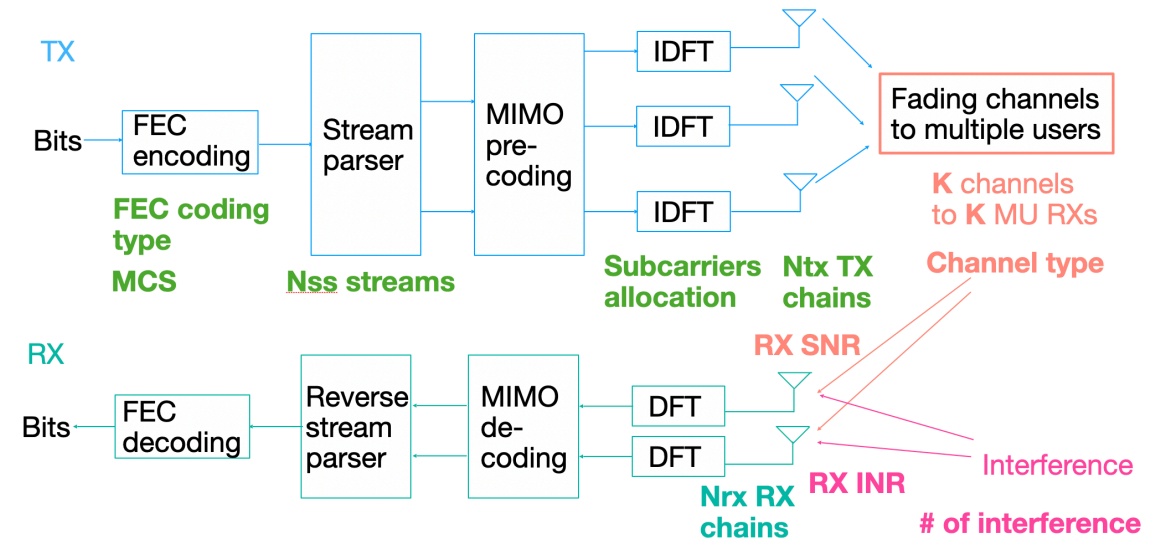 TX
Bits
FEC
encoding
FEC coding
type
MCS
Stream
parser
Nss streams
MIMO
pre-
coding
IDFT
IDFT
IDFT
Subcarriers
allocation
Ntx TX
chains
Fading channels
to multiple users
K channels
to K MU RXs
Channel type
RX
Bits
FEC
decoding
Reverse
stream
parser
MIMO
de-
coding
DFT
DFT
Nrx RX
chains
RX SNR
RX INR
Interference
# of interference